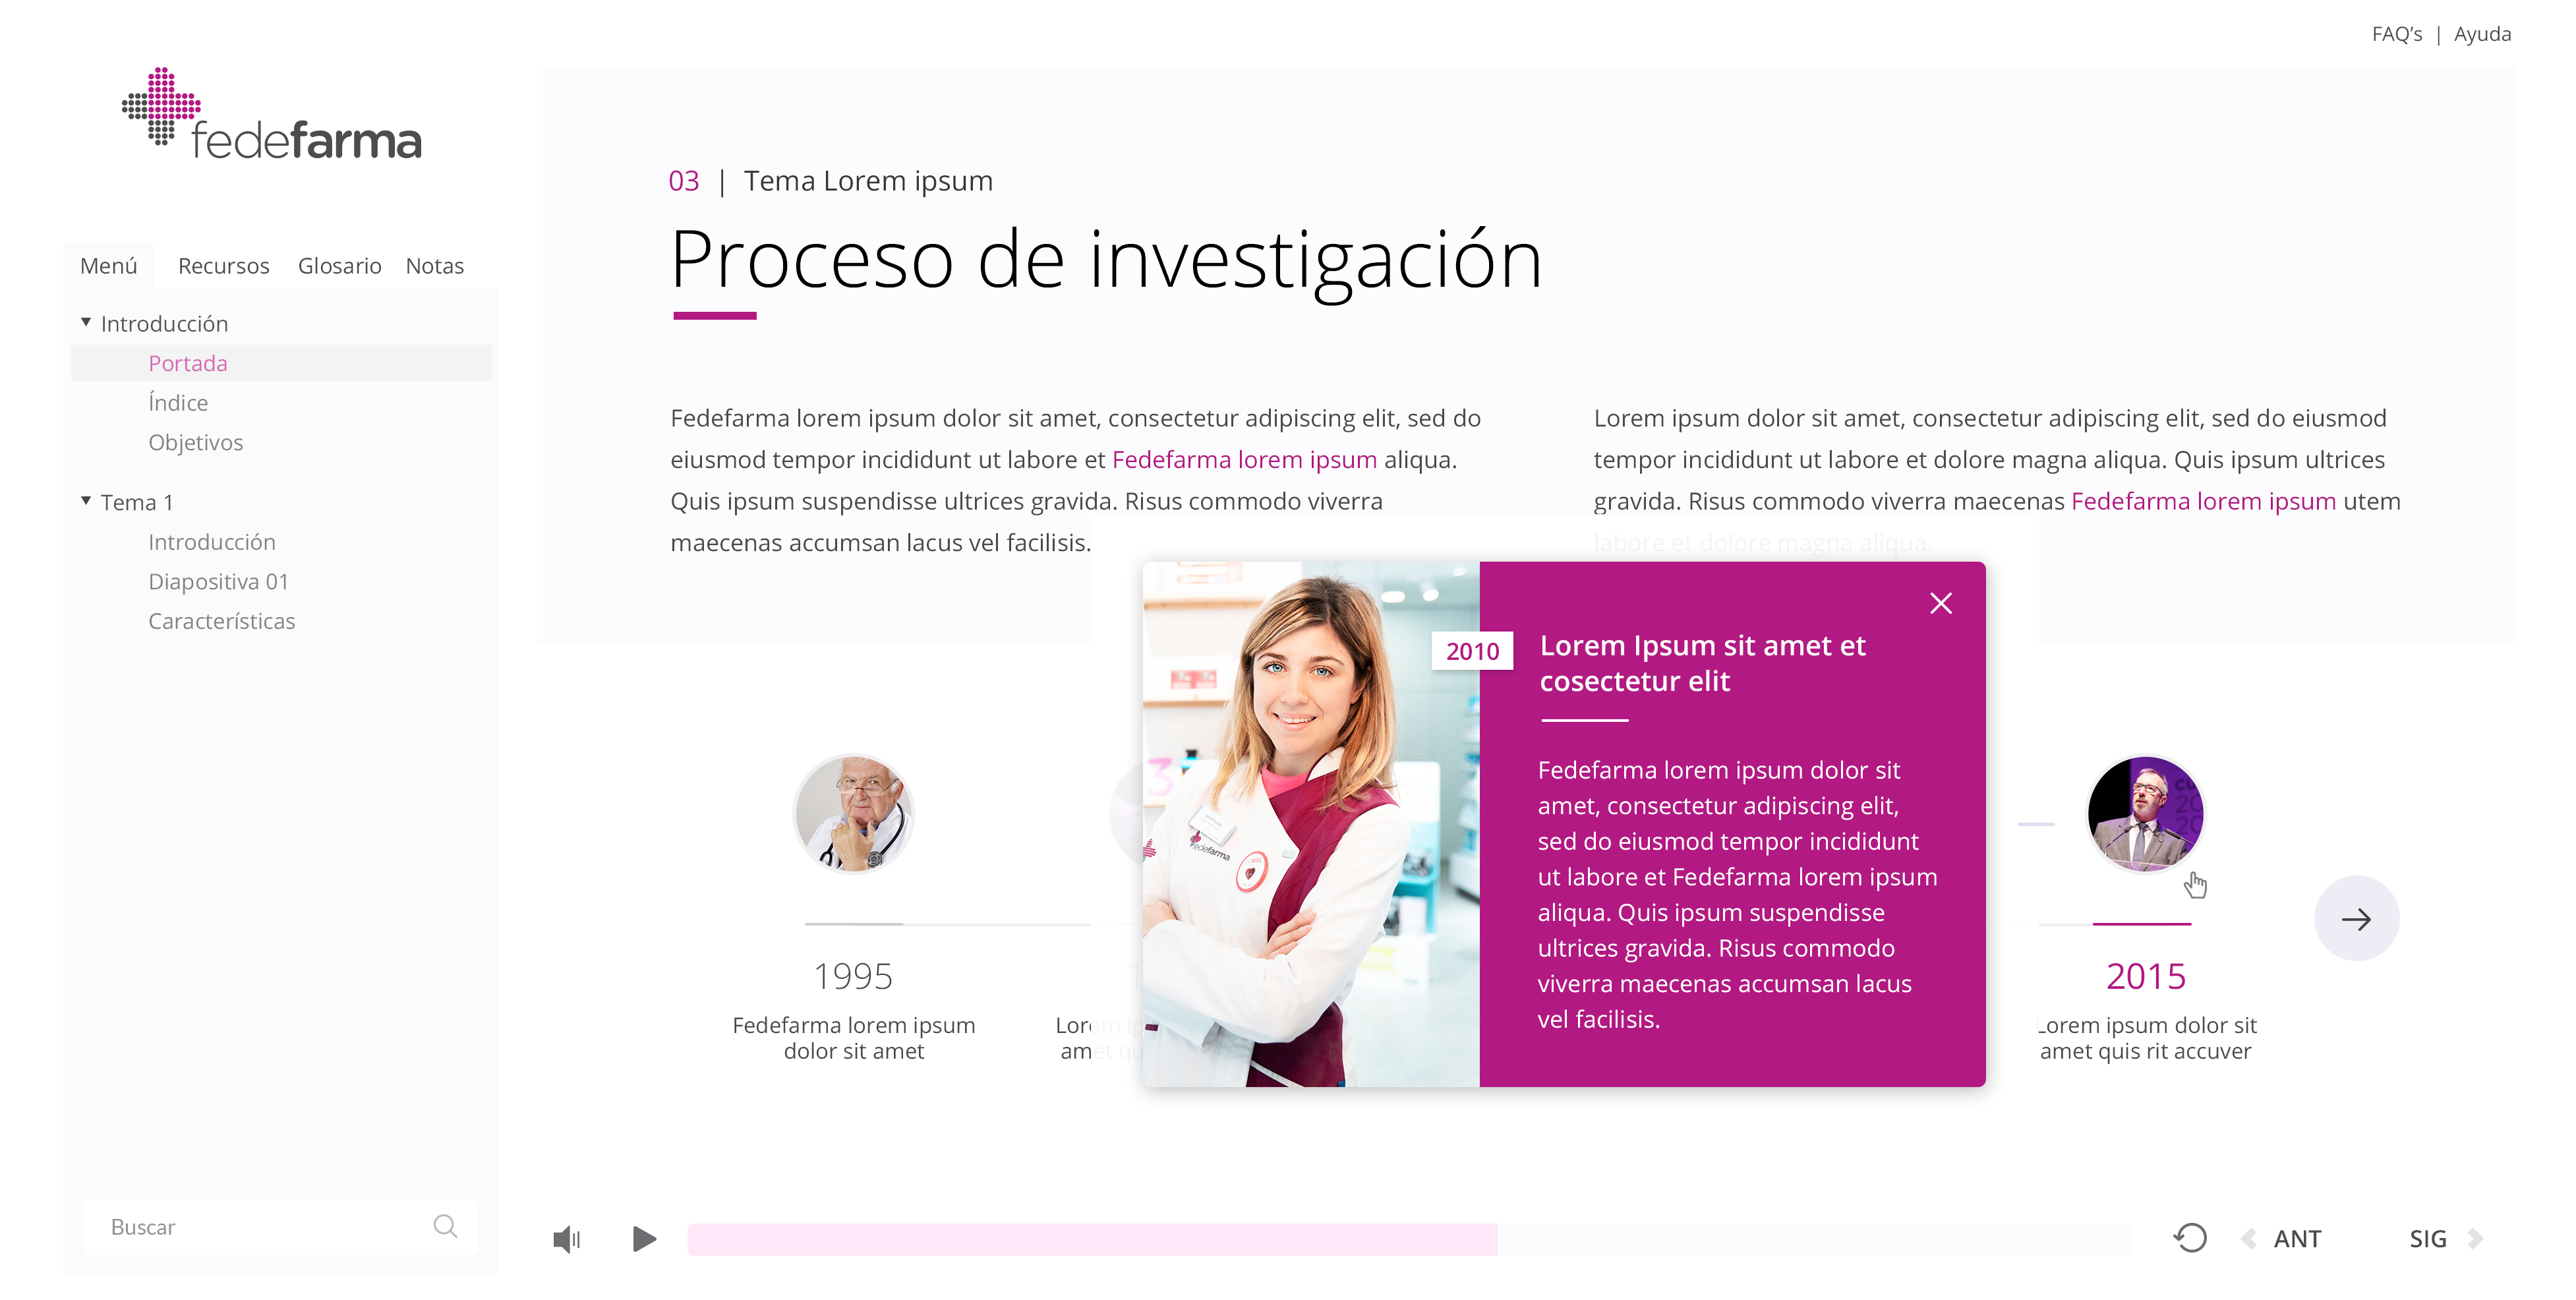 FAQ's | Ayuda
fedefarma
Menú Recursos Glosario Notas
Introducción
Portada
Índice
Objetivos
Tema 1
Introducción
Diapositiva 01
Características
Buscar
03 | Tema Lorem ipsum
Proceso de investigación
Fedefarma lorem ipsum dolor sit amet, consectetur adipiscing elit, sed do
eiusmod tempor incididunt ut labore et Fedefarma lorem ipsum aliqua.
Quis ipsum suspendisse ultrices gravida. Risus commodo viverra
maecenas accumsan lacus vel facilisis.
Lorem ipsum dolor sit amet, consectetur adipiscing elit, sed do eiusmod
tempor incididunt ut labore et dolore magna aliqua. Quis ipsum ultrices
gravida. Risus commodo viverra maecenas Fedefarma lorem ipsum utem
labore et dolore magna aliqua.
1995
Fedefarma lorem ipsum
dolor sit amet
Lorem
amet
fedefarma
2010
Lorem Ipsum sit amet et
cosectetur elit
Fedefarma lorem ipsum dolor sit
amet, consectetur adipiscing elit,
sed do eiusmod tempor incididunt
ut labore et Fedefarma lorem ipsum
aliqua. Quis ipsum suspendisse
ultrices gravida. Risus commodo
viverra maecenas accumsan lacus
vel facilisis.
2015
Lorem ipsum dolor sit
amet quis rit accuver
ANT
SIG